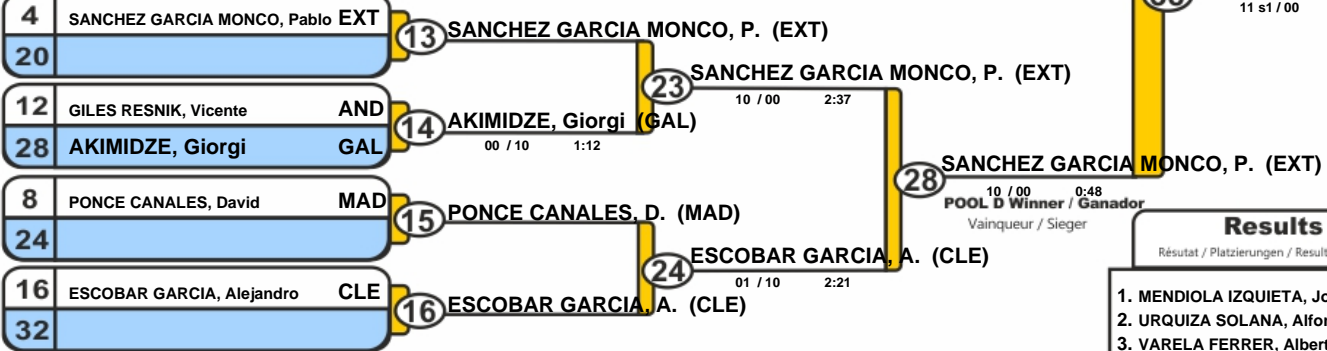 4 SANCHEZ GARCIA MONCO, Pablo EXT
20
13 SANCHEZ GARCIA MONCO, P. (EXT)
11 s1 / 00
12 GILES RESNIK, Vicente AND
28 AKIMIDZE, Giorgi GAL
14 AKIMIDZE, Giorgi (GAL)
00 / 10 1:12
23 SANCHEZ GARCIA MONCO, P. (EXT)
10 / 00 2:37
8 PONCE CANALES, David MAD
24
15 PONCE CANALES, D. (MAD)
16 ESCOBAR GARCIA, Alejandro CLE
32
16 ESCOBAR GARCIA, A. (CLE)
24 ESCOBAR GARCIA, A. (CLE)
01 / 10 2:21
28 SANCHEZ GARCIA MONCO, P. (EXT)
10 / 00 0:48
POOL D Winner / Ganador
Vainqueur / Sieger
Results
Résutat / Platzierungen / Result
1. MENDIOLA IZQUIETA, Jo
2. URQUIZA SOLANA, Alfon
3. VARELA FERRER, Albert